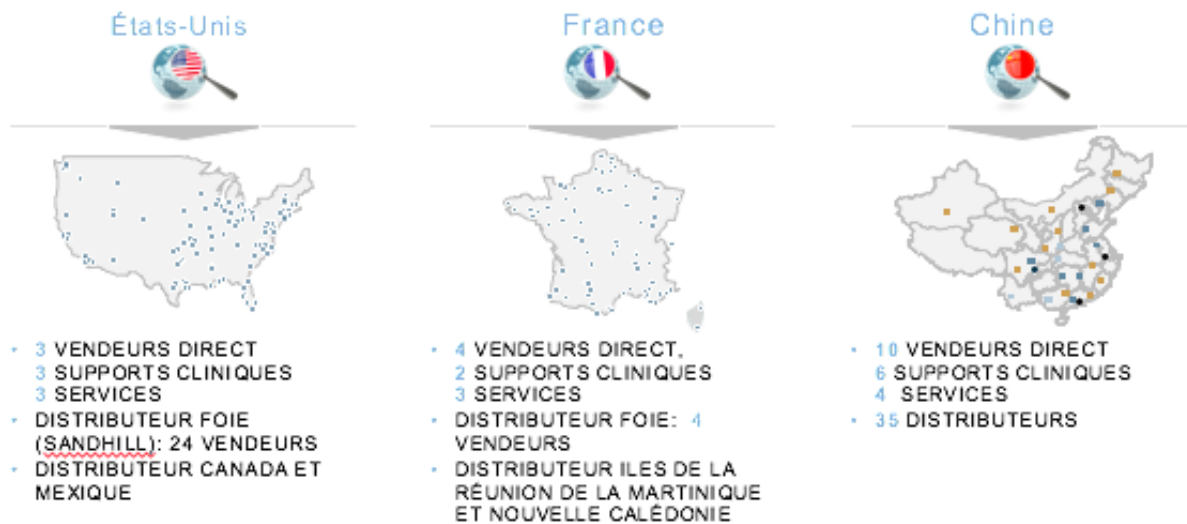 États-Unis
3 VENDEURS DIRECT
3 SUPPORTS CLINIQUES
3 SERVICES
DISTRIBUTEUR FOIE
(SANDHILL): 24 VENDEURS
DISTRIBUTEUR CANADA ET
MEXIQUE
France
4 VENDEURS DIRECT,
2 SUPPORTS CLINIQUES
3 SERVICES
DISTRIBUTEUR FOIE: 4
VENDEURS
DISTRIBUTEUR ILES DE LA
RÉUNION DE LA MARTINIQUE
ET NOUVELLE CALÉDONIE
Chine
10 VENDEURS DIRECT
6 SUPPORTS CLINIQUES
4 SERVICES
35 DISTRIBUTEURS